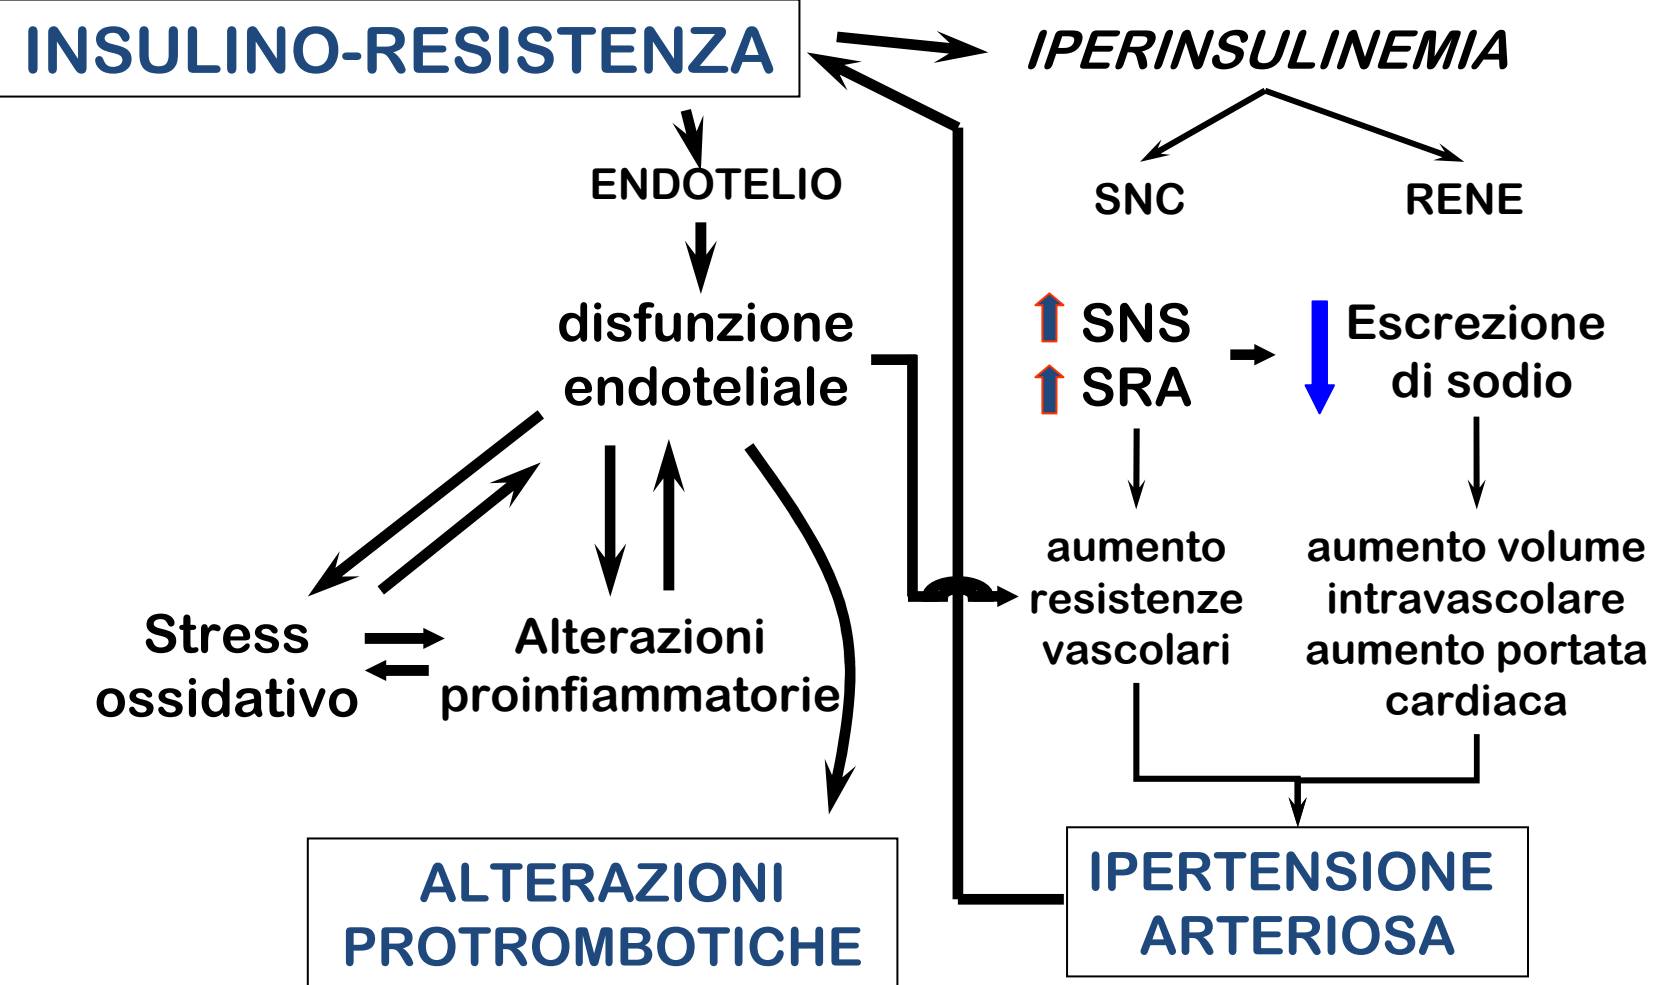 INSULINO-RESISTENZA
IPERINSULINEMIA
ENDOTELIO
SNC
RENE
disfunzione
endoteliale
SNS
SRA
Escrezione
di sodio
aumento
resistenze
vascolari
aumento volume
intravascolare
aumento portata
cardiaca
Stress
ossidativo
Alterazioni
proinfiammatorie
ALTERAZIONI
PROTROMBOTICHE
IPERTENSIONE
ARTERIOSA